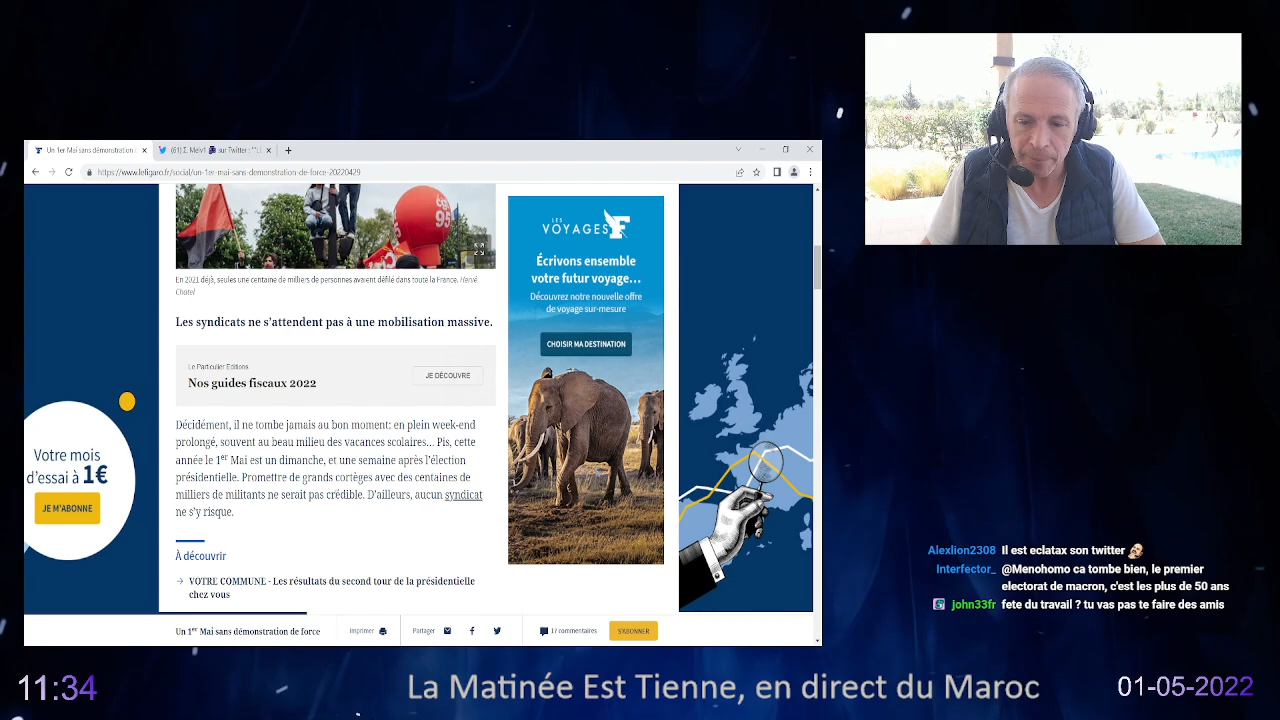 Un 1er Mai sans démonstration
sur Twitter : "
https://www.lefigaro.fr/social/un-1er-mai-sans-demonstration-de-force-20220429
cgt
95
En 2021 déjà, seules une centaine de milliers de personnes avaient défilé dans toute la France. Hervé
Chatel
Les syndicats ne s'attendent pas à une mobilisation massive.
Le Particulier Editions
Nos guides fiscaux 2022
JE DÉCOUVRE
Décidément, il ne tombe jamais au bon moment: en plein week-end
prolongé, souvent au beau milieu des vacances scolaires... Pis, cette
année le 1er Mai est un dimanche, et une semaine après l'élection
présidentielle. Promettre de grands cortèges avec des centaines de
milliers de militants ne serait pas crédible. D'ailleurs, aucun syndicat
ne s'y risque.
À découvrir
→ VOTRE COMMUNE - Les résultats du second tour de la présidentielle
chez vous
Un 1er Mai sans démonstration de force
Imprimer
Partager
17 commentaires
S'ABONNER
Votre mois
d'essai à 1€
JE M'ABONNE
LES
VOYAGES F
Écrivons ensemble
votre futur voyage...
Découvrez notre nouvelle offre
de voyage sur-mesure
CHOISIR MA DESTINATION
Alexlion2308 Il est eclatax son twitter
Interfector_ @Menohomo ca tombe bien, le premier
electorat de macron, c'est les plus de 50 ans
john33fr fete du travail ? tu vas pas te faire des amis
11:34
La Matinée Est Tienne, en direct du Maroc
01-05-2022